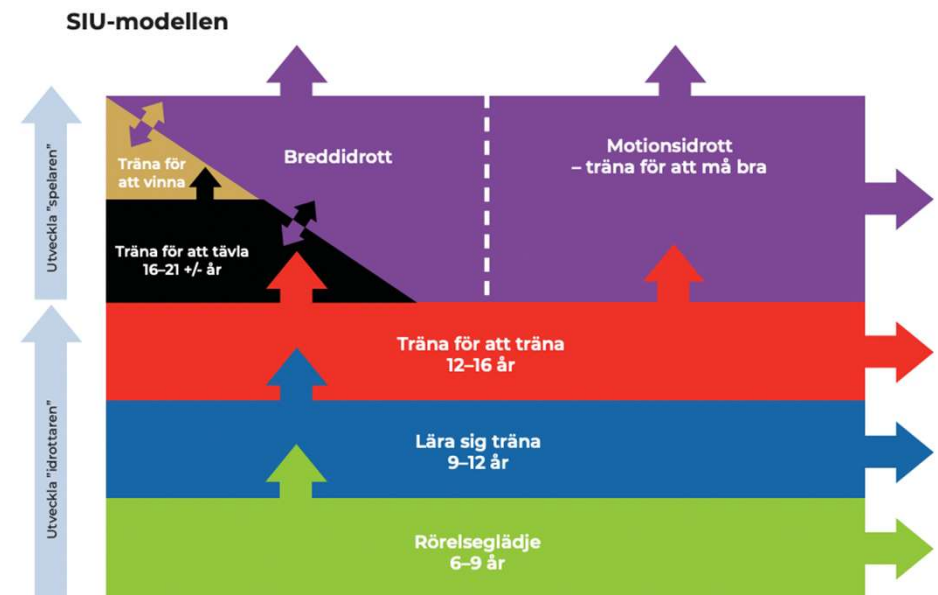 SIU-modellen
Utveckla "spelaren"
Träna för
att vinna
Breddidrott
Motionsidrott
– träna för att må bra
Träna för att tävla
16–21 +/- år
Utveckla "idrottaren"
Träna för att träna
12–16 år
Lära sig träna
9–12 år
Rörelseglädje
6–9 år